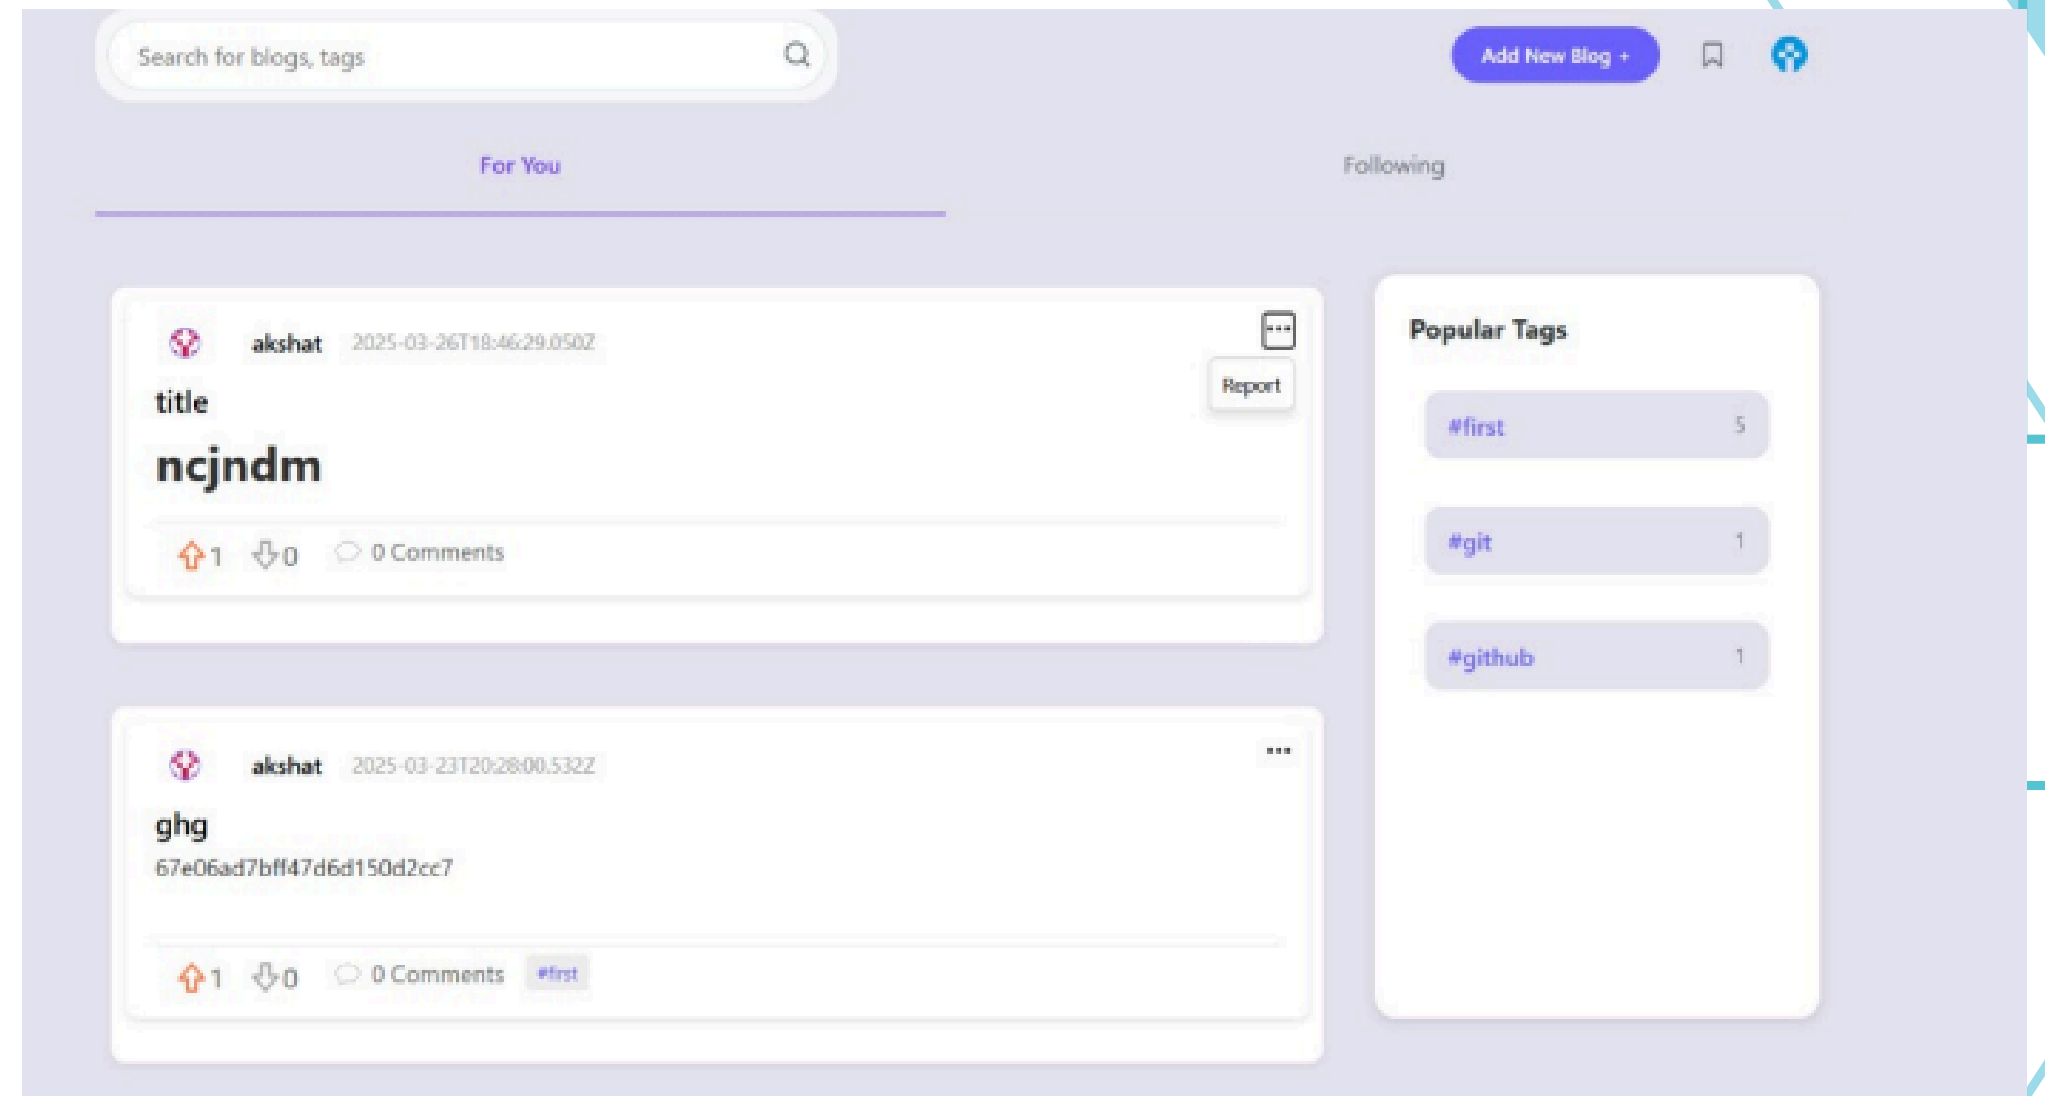 Search for blogs, tags
Add New Blog +
For You
Following
akshat 2025-03-26T18:46:29.050Z
Report
title
ncjndm
1 0 0 Comments
akshat 2025-03-23T20:28:00.532Z
ghg
67e06ad7bff47d6d150d2cc7
1 0 0 Comments #first
Popular Tags
#first 5
#git 1
#github 1